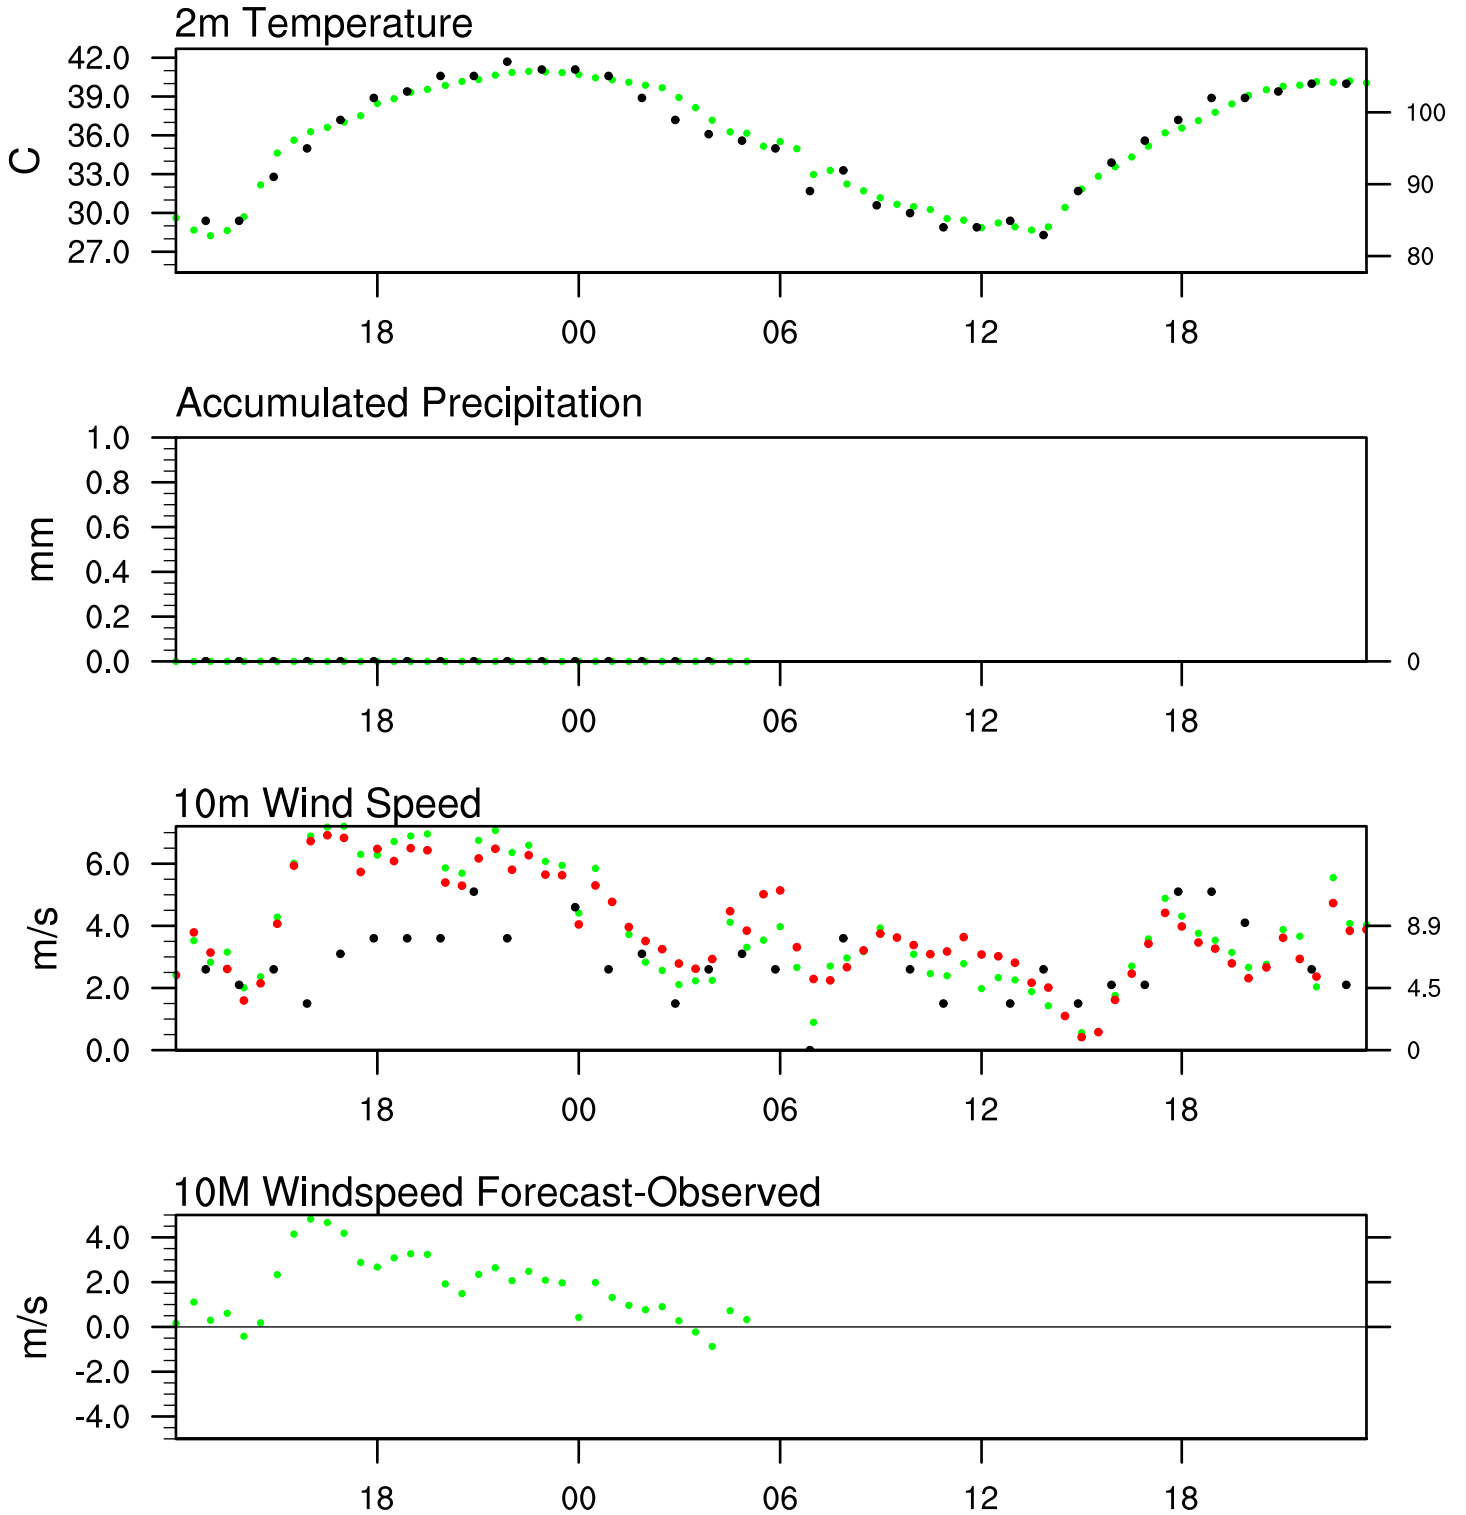 2m Temperature
42.0
39.0
36.0
33.0
30.0
27.0
C
100
90
80
18 00 06 12 18
Accumulated Precipitation
1.0
0.8
0.6
0.4
0.2
0.0
mm
0
18 00 06 12 18
10m Wind Speed
6.0
4.0
2.0
0.0
m/s
8.9
4.5
0
18 00 06 12 18
10M Windspeed Forecast-Observed
4.0
2.0
0.0
-2.0
-4.0
m/s
18 00 06 12 18